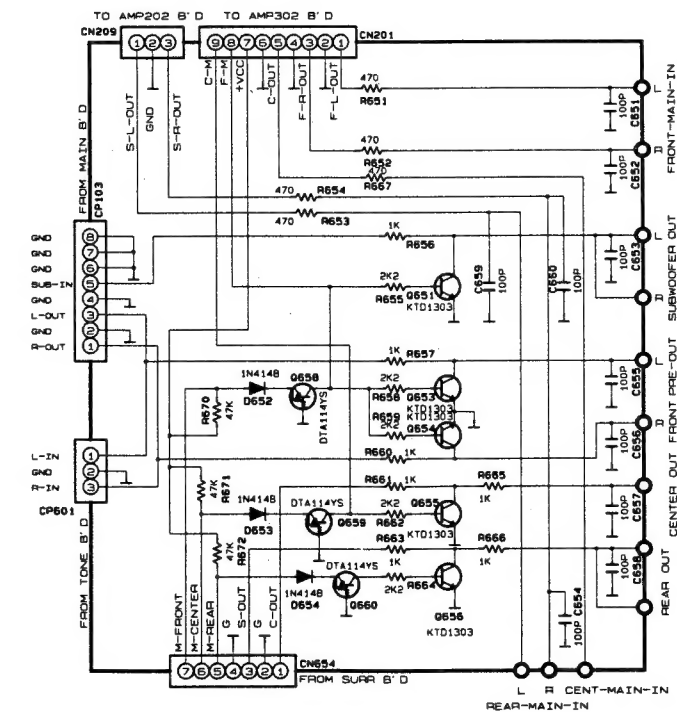 TO AMP202 B' D
TO AMP302 B' D
CN209
CN201
1 2 3
9 8 7 6 5 4 3 2 1
S-L-OUT
GND
S-R-OUT
C-M
F-M
+VCC
C-OUT
F-R-OUT
F-L-OUT
470
R651
L
100P
C651
FRONT-MAIN-IN
470
R652
R
100P
C652
470
R667
470
R654
470
R653
FROM MAIN B' D
CP103
GND 8
GND 7
GND 6
SUB-IN 5
GND 4
L-OUT 3
GND 2
R-OUT 1
1K
R656
L
100P
C653
R
SUBWOOFER OUT
2K2
R655
Q651
KTD1303
C659
100P
C660
100P
1K
R657
L
100P
C655
FRONT PRE-OUT
1N4148
D652
Q658
DTA114YS
R670
47K
2K2
R658
Q653
KTD1303
KTD1303
R659
2K2
Q654
R
100P
C656
R660
1K
L-IN 1
GND 2
R-IN 3
CP601
FROM TONE B' D
R661
1K
R665
1K
CENTER OUT
100P
C657
47K
R671
1N4148
D653
DTA114YS
Q659
2K2
R662
Q655
KTD1303
R663
1K
R666
1K
100P
C658
REAR OUT
47K
R672
DTA114YS
1N4148
D654
Q660
R664
2K2
Q656
KTD1303
C654
100P
M-FRONT
M-CENTER
M-REAR
G
S-OUT
G
C-OUT
7 6 5 4 3 2 1
CN654
FROM SURR B' D
L R CENT-MAIN-IN
REAR-MAIN-IN